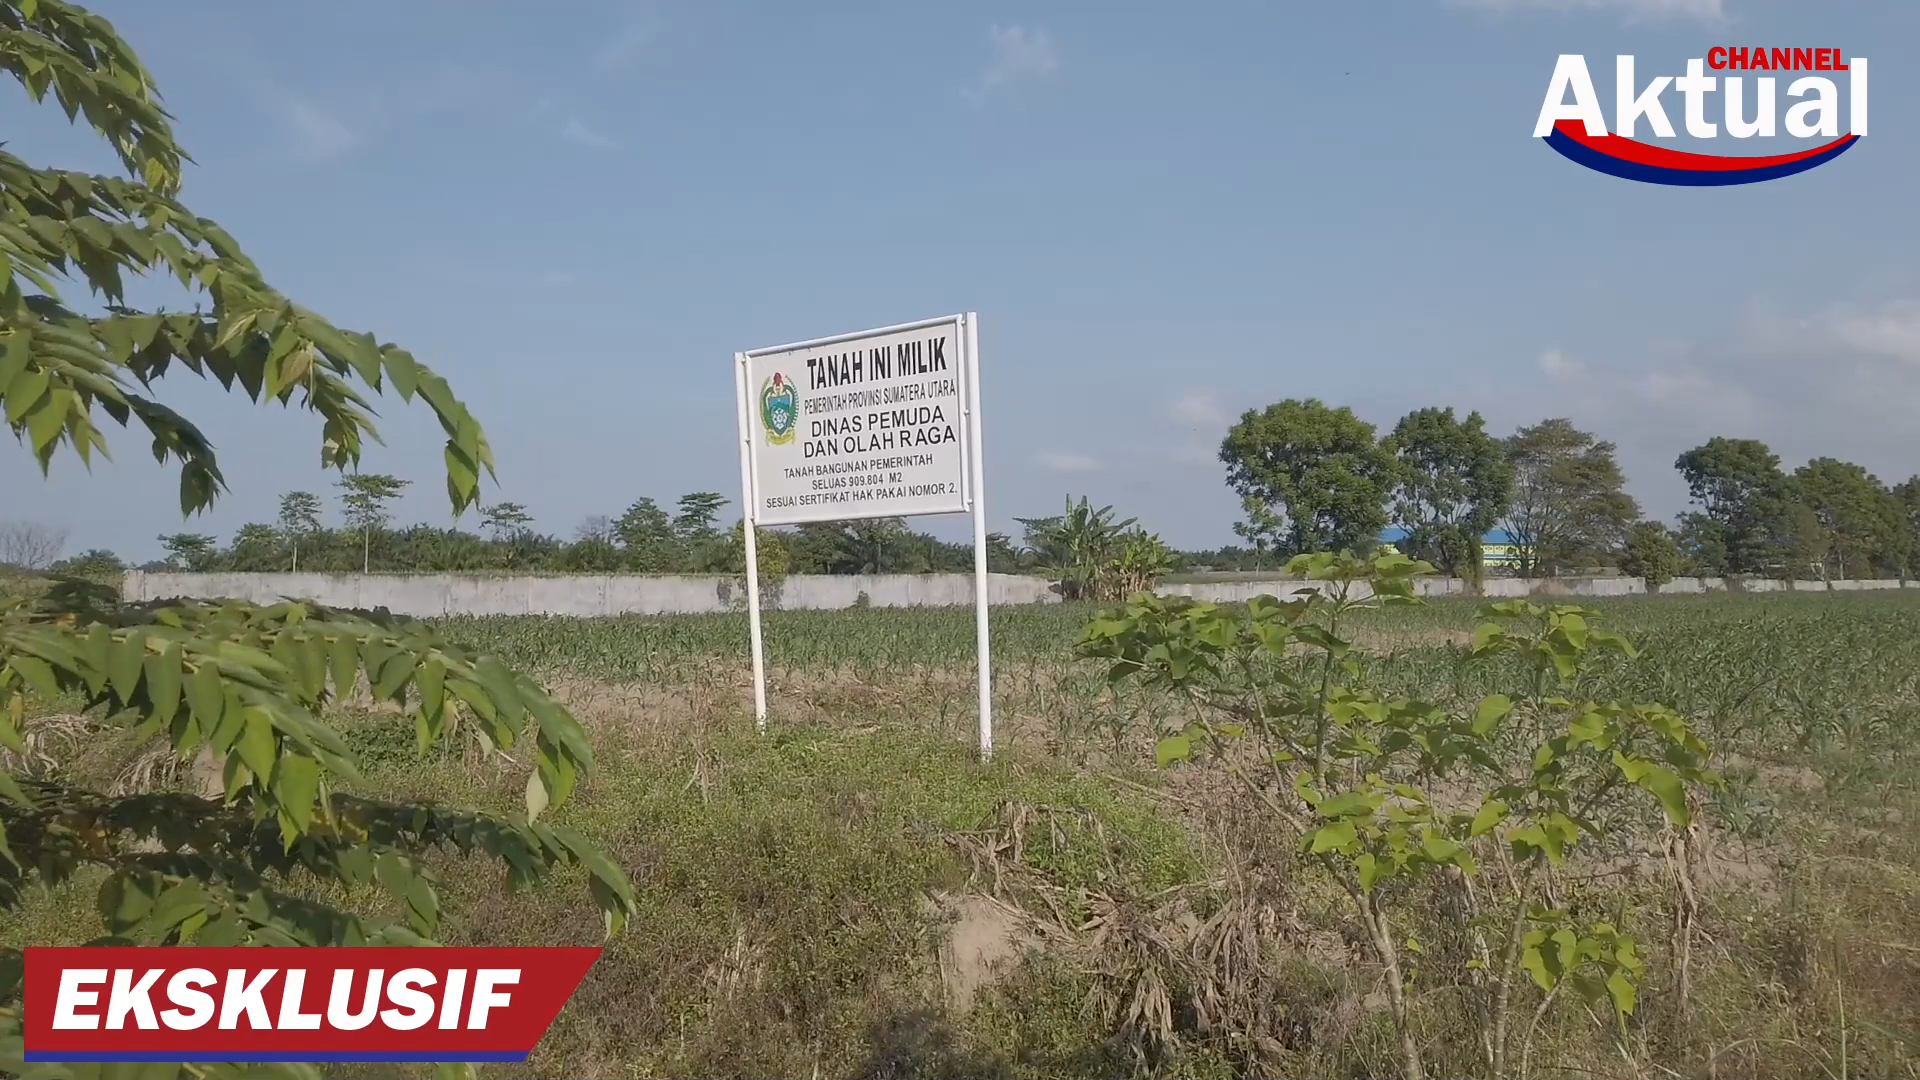 CHANNEL
Aktual
TANAH INI MILIK
PEMERINTAH PROVINSI SUMATERA UTARA
DINAS PEMUDA
DAN OLAH RAGA
TANAH BANGUNAN PEMERINTAH
SELUAS 909.804 M2
SESUAI SERTIFIKAT HAK PAKAI NOMOR 2.
EKSKLUSIF